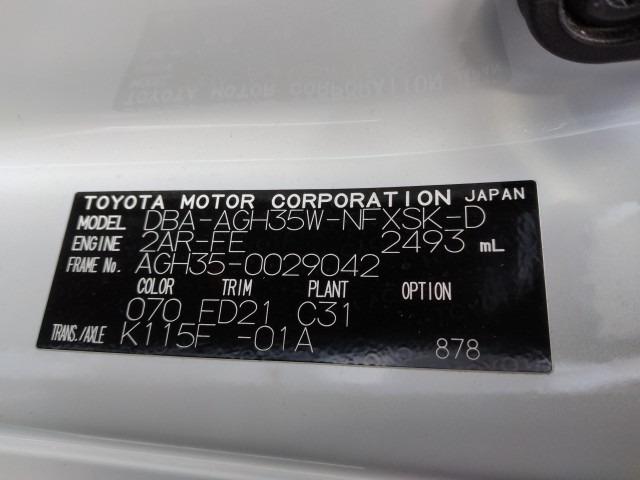 TOYOTA MOTOR CORPORATION JAPAN
MODEL DBA-AGH35W-NFXSK-D
ENGINE 2AR-FE 2493 mL
FRAME No. AGH35-0029042
COLOR TRIM PLANT OPTION
070 FD21 C31
TRANS./AXLE K115F -01A
878